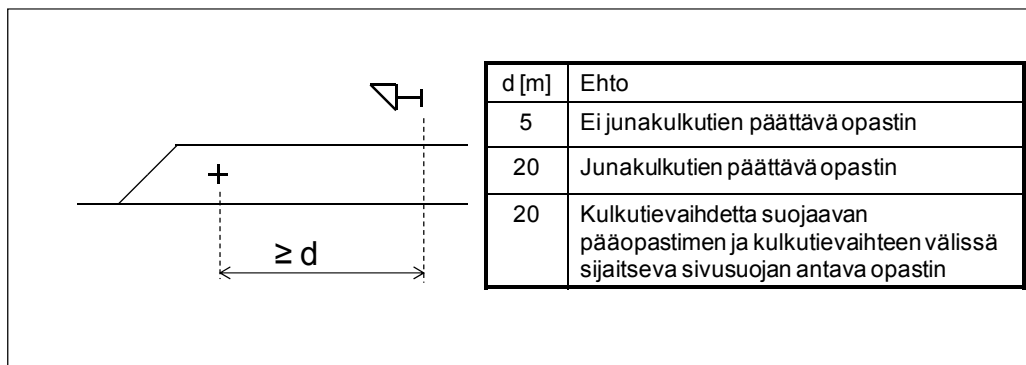 d [m] Ehto
5 Ei junakulkutien päättävä opastin
20 Junakulkutien päättävä opastin
20 Kulkutievaihdetta suojaavan
pääopastimen ja kulkutievaihteen välissä
sijaitseva sivusuojan antava opastin
≥ d